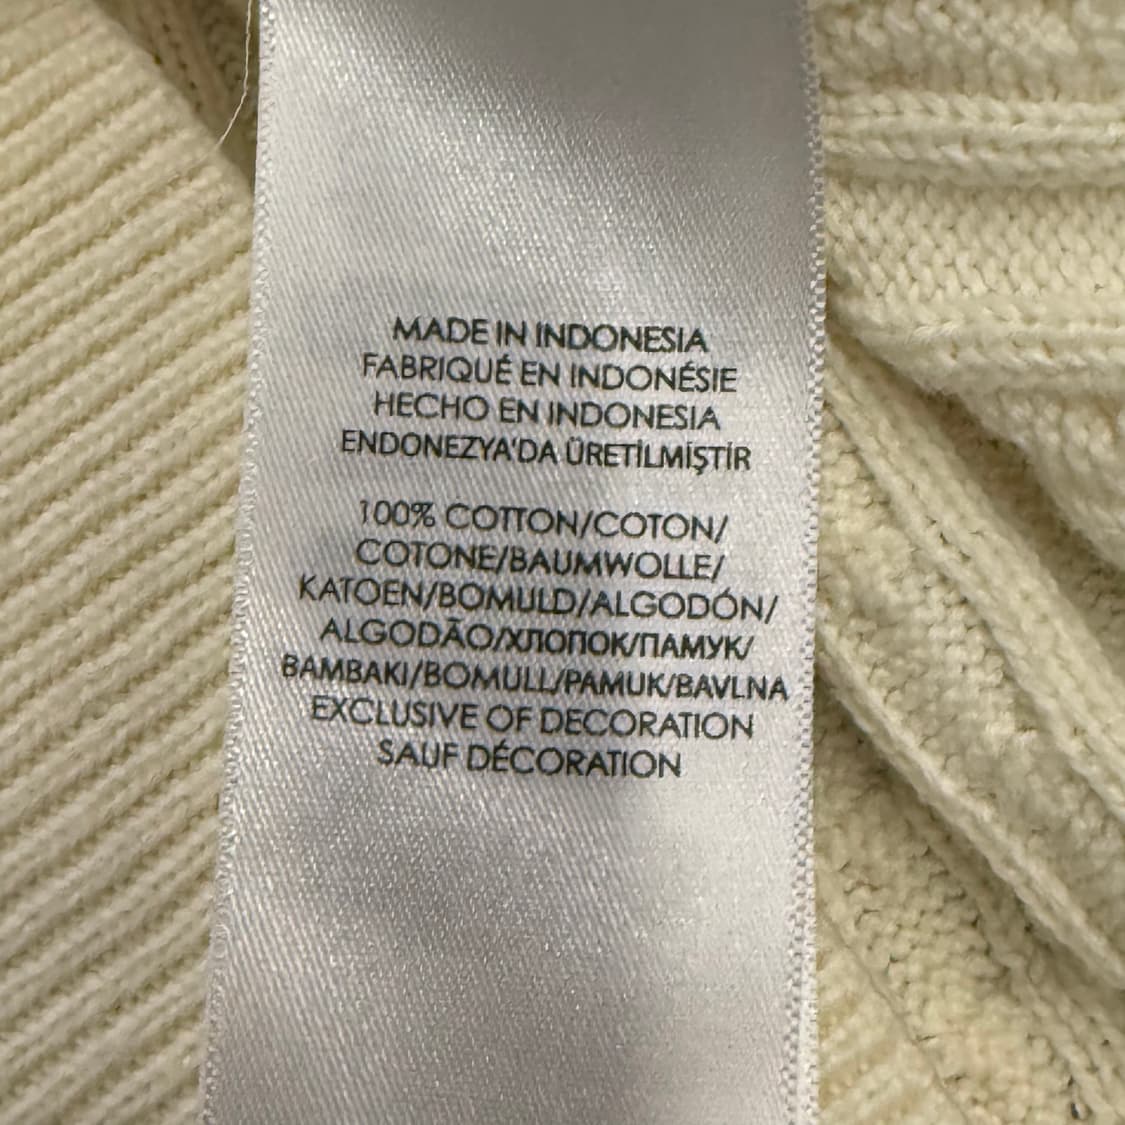 MADE IN INDONESIA
FABRIQUÉ EN INDONÉSIE
HECHO EN INDONESIA
ENDONEZYA'DA ÜRETİLMİŞTİR
100% COTTON/COTON/
COTONE/BAUMWOLLE/
KATOEN/BOMULD/ALGODÓN/
ALGODÃO/ХЛОПОК/ПАМУК/
BAMBAKI/BOMULL/PAMUK/BAVLNA
EXCLUSIVE OF DECORATION
SAUF DÉCORATION